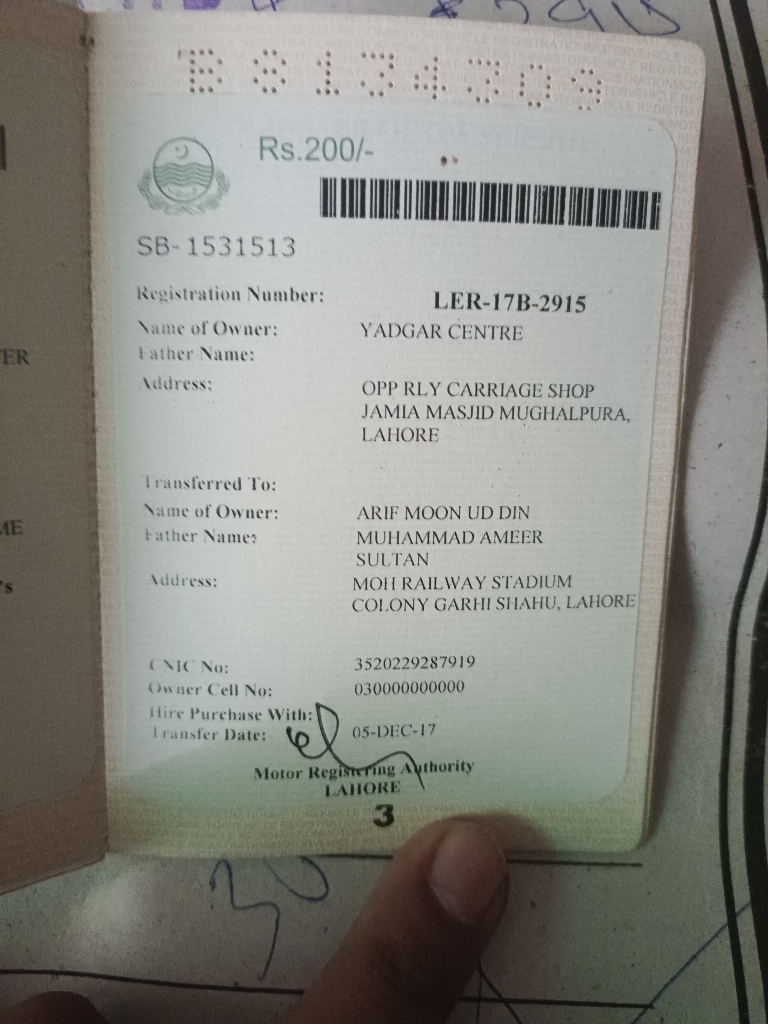 B8134309
Rs.200/-
SB-1531513
Registration Number: LER-17B-2915
Name of Owner: YADGAR CENTRE
Father Name:
Address: OPP RLY CARRIAGE SHOP
JAMIA MASJID MUGHALPURA,
LAHORE
Transferred To:
Name of Owner: ARIF MOON UD DIN
Father Name: MUHAMMAD AMEER
SULTAN
Address: MOH RAILWAY STADIUM
COLONY GARHI SHAHU, LAHORE
CNIC No: 3520229287919
Owner Cell No: 030000000000
Hire Purchase With:
Transfer Date: 05-DEC-17
Motor Registering Authority
LAHORE
3